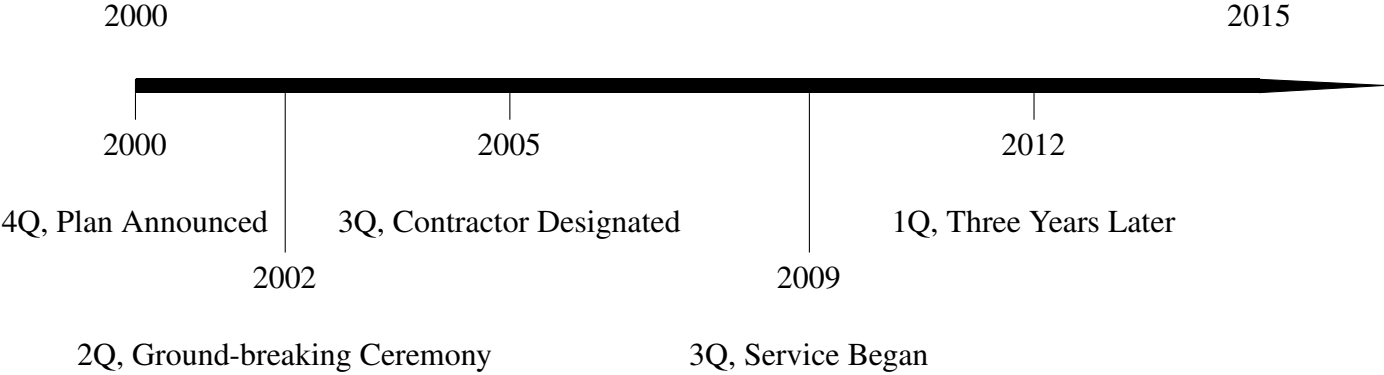 2000 2015
2000 2005 2012
4Q, Plan Announced 3Q, Contractor Designated 1Q, Three Years Later
2002 2009
2Q, Ground-breaking Ceremony 3Q, Service Began